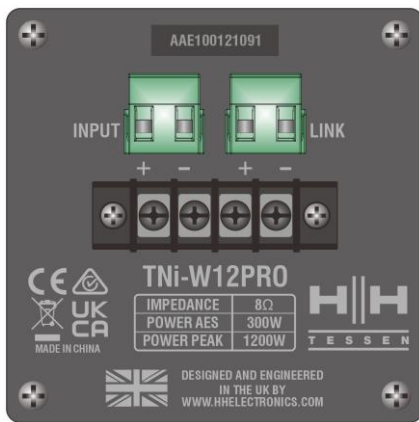 AAE100121091
INPUT
LINK
+ - + -
TNi-W12PRO
IMPEDANCE 8Ω
POWER AES 300W
POWER PEAK 1200W
CE
UK
CA
MADE IN CHINA
HH
TESSEN
DESIGNED AND ENGINEERED
IN THE UK BY
WWW.HHELECTRONICS.COM